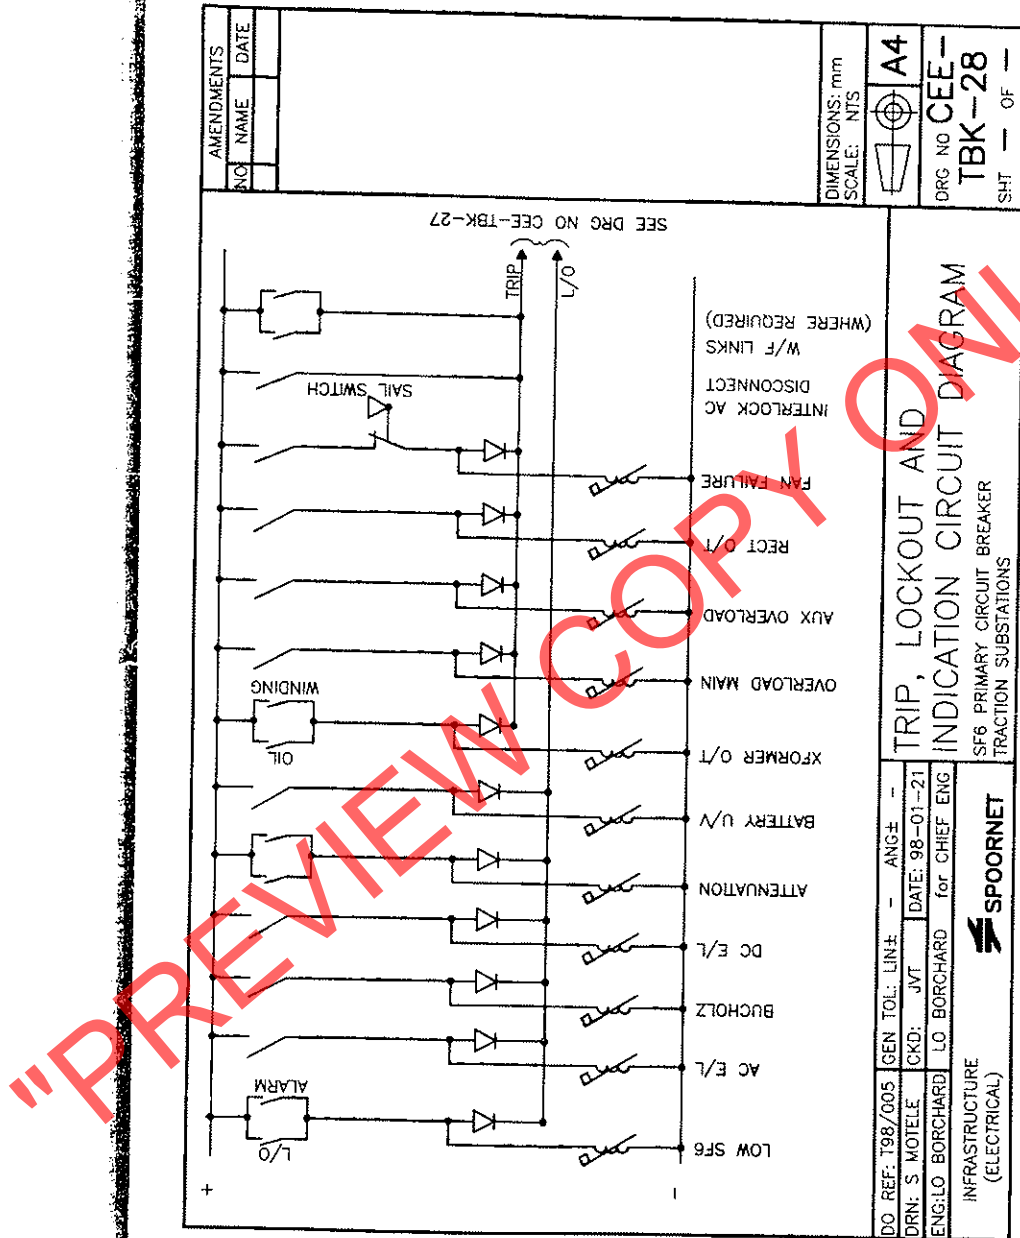 AMENDMENTS
NO NAME DATE
DIMENSIONS: mm
SCALE: NTS
A4
DRG NO CEE-
TBK-28
SHT - OF -
SEE DRG NO CEE-TBK-27
TRIP
L/O
INTERLOCK AC
DISCONNECT
W/F LINKS
(WHERE REQUIRED)
SAIL SWITCH
FAN FAILURE
RECT O/T
AUX OVERLOAD
OVERLOAD MAIN
WINDING
OIL
XFORMER O/T
BATTERY U/V
ATTENUATION
DC E/L
BUCHOLZ
AC E/L
ALARM
L/O
LOW SF6
+
-
TRIP, LOCKOUT AND
INDICATION CIRCUIT DIAGRAM
SF6 PRIMARY CIRCUIT BREAKER
TRACTION SUBSTATIONS
DO REF: T98/005 GEN TOL: LIN± - ANG± -
DRN: S MOTELE CKD: JVT DATE: 98-01-21
ENG:LO BORCHARD LO BORCHARD for CHIEF ENG
INFRASTRUCTURE
(ELECTRICAL)
SPOORNET
"PREVIEW COPY ONL